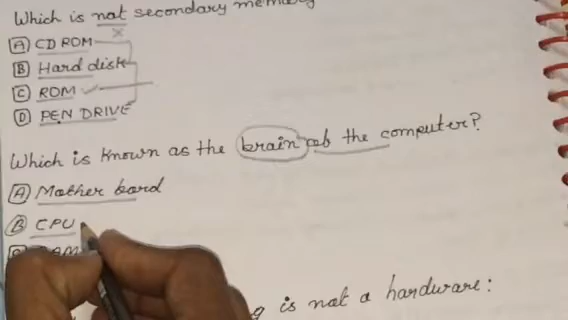 Which is not secondary memory
A CD ROM
B Hard disk
C ROM
D PEN DRIVE
Which is known as the brain of the computer?
A Mother board
B CPU
is not a hardware: